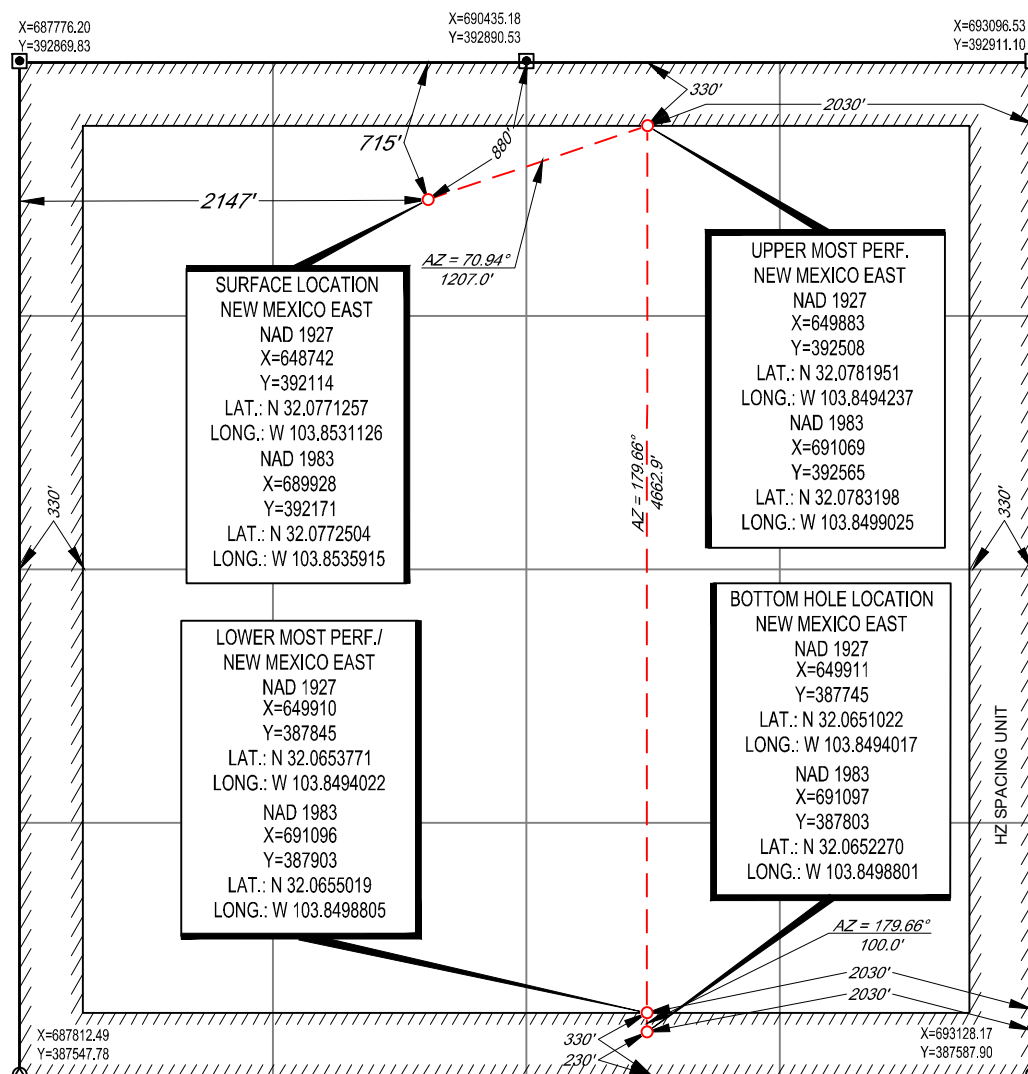 X=687776.20
Y=392869.83
X=690435.18
Y=392890.53
X=693096.53
Y=392911.10
330'
2030'
715'
880'
2147'
AZ = 70.94°
1207.0'
SURFACE LOCATION
NEW MEXICO EAST
NAD 1927
X=648742
Y=392114
LAT.: N 32.0771257
LONG.: W 103.8531126
NAD 1983
X=689928
Y=392171
LAT.: N 32.0772504
LONG.: W 103.8535915
UPPER MOST PERF.
NEW MEXICO EAST
NAD 1927
X=649883
Y=392508
LAT.: N 32.0781951
LONG.: W 103.8494237
NAD 1983
X=691069
Y=392565
LAT.: N 32.0783198
LONG.: W 103.8499025
AZ = 179.66°
4662.9'
330'
330'
LOWER MOST PERF./
NEW MEXICO EAST
NAD 1927
X=649910
Y=387845
LAT.: N 32.0653771
LONG.: W 103.8494022
NAD 1983
X=691096
Y=387903
LAT.: N 32.0655019
LONG.: W 103.8498805
BOTTOM HOLE LOCATION
NEW MEXICO EAST
NAD 1927
X=649911
Y=387745
LAT.: N 32.0651022
LONG.: W 103.8494017
NAD 1983
X=691097
Y=387803
LAT.: N 32.0652270
LONG.: W 103.8498801
HZ SPACING UNIT
AZ = 179.66°
100.0'
2030'
2030'
330'
230'
X=687812.49
Y=387547.78
X=693128.17
Y=387587.90